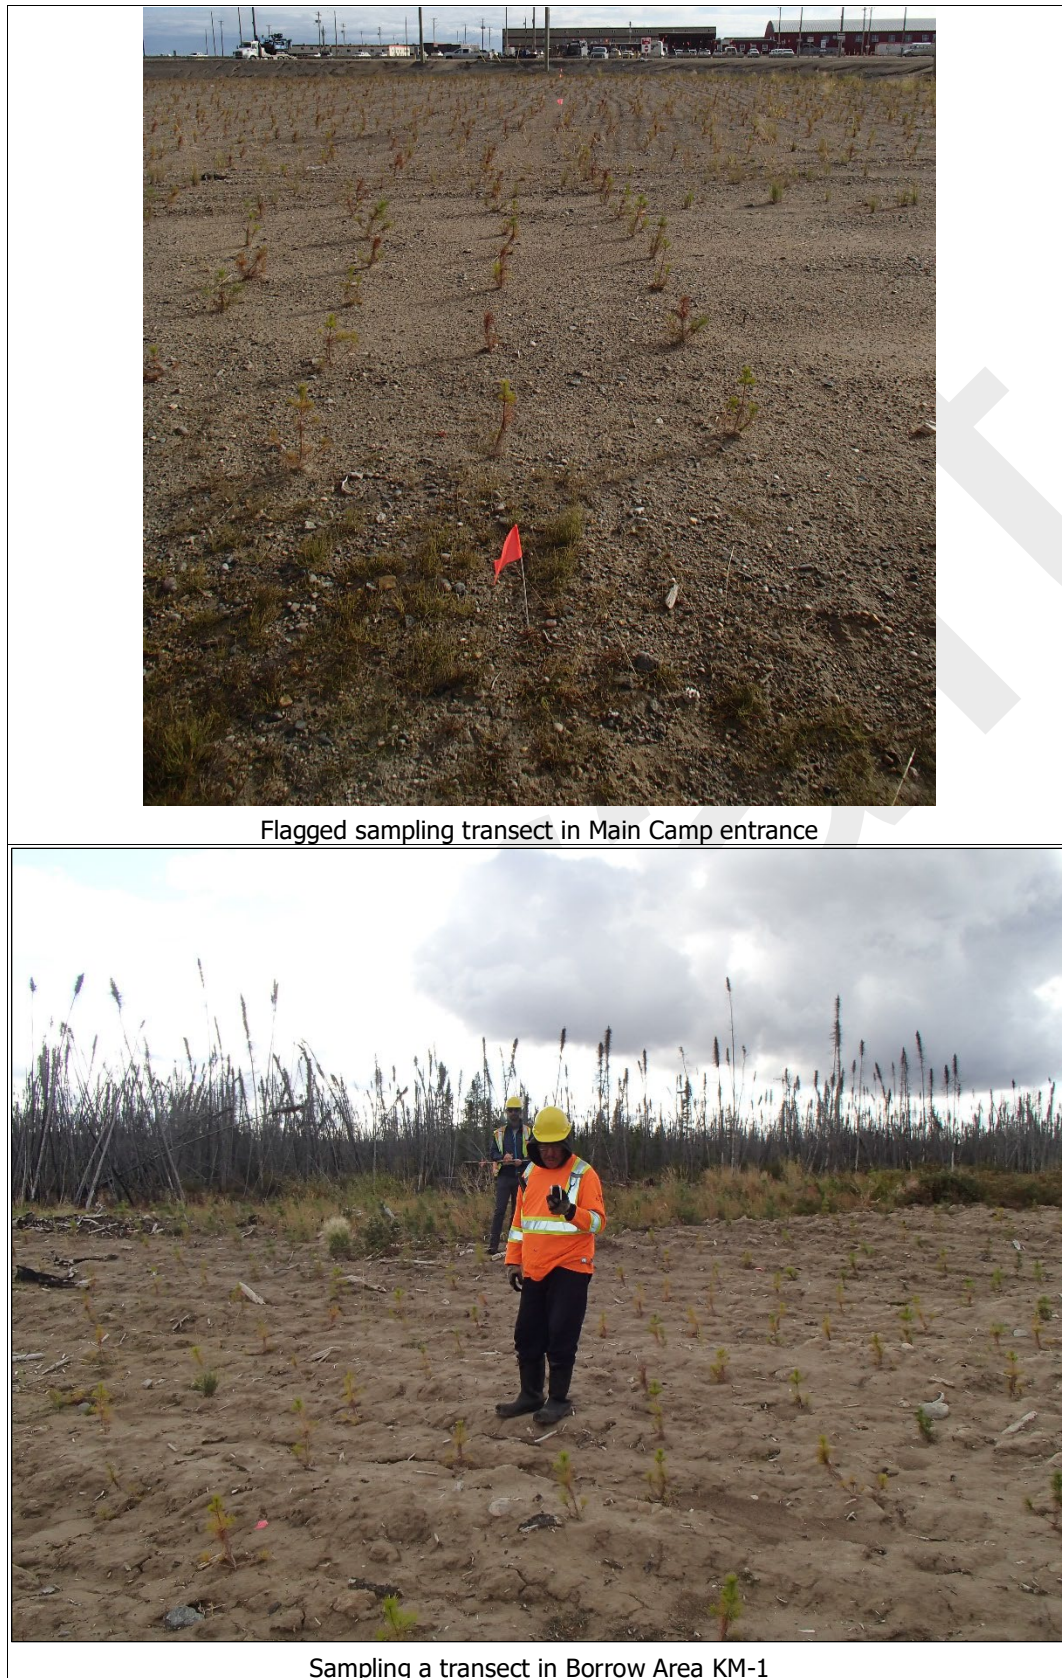 Flagged sampling transect in Main Camp entrance
Sampling a transect in Borrow Area KM-1